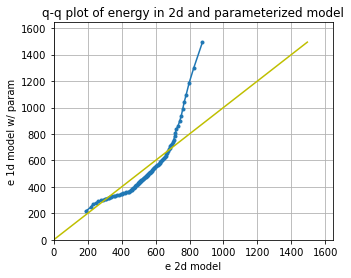 q-q plot of energy in 2d and parameterized model
1600
1400
1200
1000
800
600
400
200
0
e 1d model w/ param
0 200 400 600 800 1000 1200 1400 1600
e 2d model